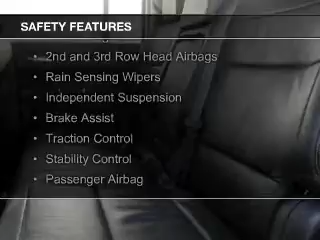 SAFETY FEATURES
• 2nd and 3rd Row Head Airbags
• Rain Sensing Wipers
• Independent Suspension
• Brake Assist
• Traction Control
• Stability Control
• Passenger Airbag